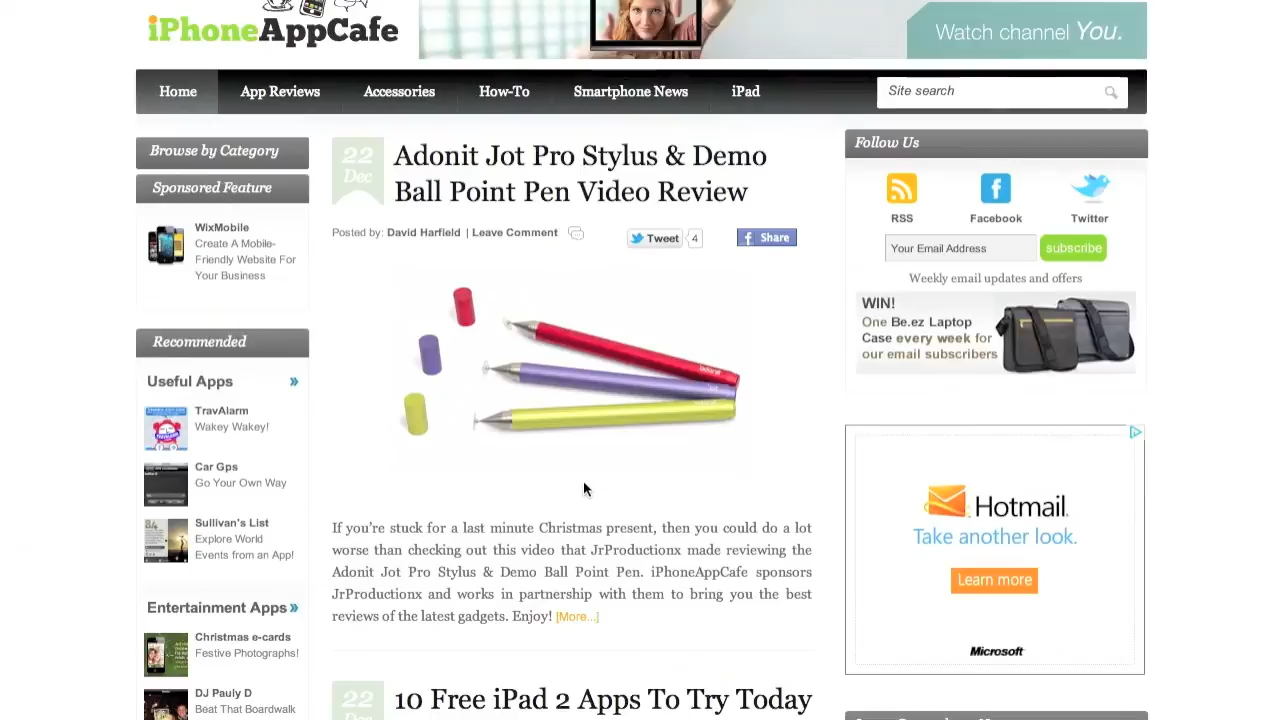 iPhoneAppCafe
Watch channel You.
Home
App Reviews
Accessories
How-To
Smartphone News
iPad
Site search
Browse by Category
Sponsored Feature
WixMobile
Create A Mobile-
Friendly Website For
Your Business
Recommended
Useful Apps »
TravAlarm
Wakey Wakey!
Car Gps
Go Your Own Way
Sullivan's List
Explore World
Events from an App!
Entertainment Apps »
Christmas e-cards
Festive Photographs!
DJ Pauly D
Beat That Boardwalk
22
Dec
Adonit Jot Pro Stylus & Demo
Ball Point Pen Video Review
Posted by: David Harfield | Leave Comment
Tweet 4
Share
adonit
If you're stuck for a last minute Christmas present, then you could do a lot
worse than checking out this video that JrProductionx made reviewing the
Adonit Jot Pro Stylus & Demo Ball Point Pen. iPhoneAppCafe sponsors
JrProductionx and works in partnership with them to bring you the best
reviews of the latest gadgets. Enjoy! [More...]
22
Dec
10 Free iPad 2 Apps To Try Today
Follow Us
RSS
Facebook
Twitter
Your Email Address
subscribe
Weekly email updates and offers
WIN!
One Be.ez Laptop
Case every week for
our email subscribers
Hotmail
Take another look.
Learn more
Microsoft